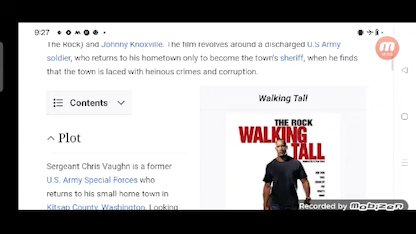 9:27
The Rock) and Johnny Knoxville. The film revolves around a discharged U.S Army
soldier, who returns to his hometown only to become the town's sheriff, when he finds
that the town is laced with heinous crimes and corruption.
Contents
Walking Tall
Plot
THE ROCK
WALKING
TALL
Sergeant Chris Vaughn is a former
U.S. Army Special Forces who
returns to his small home town in
Kitsap County, Washington. Looking
Recorded by mobizen